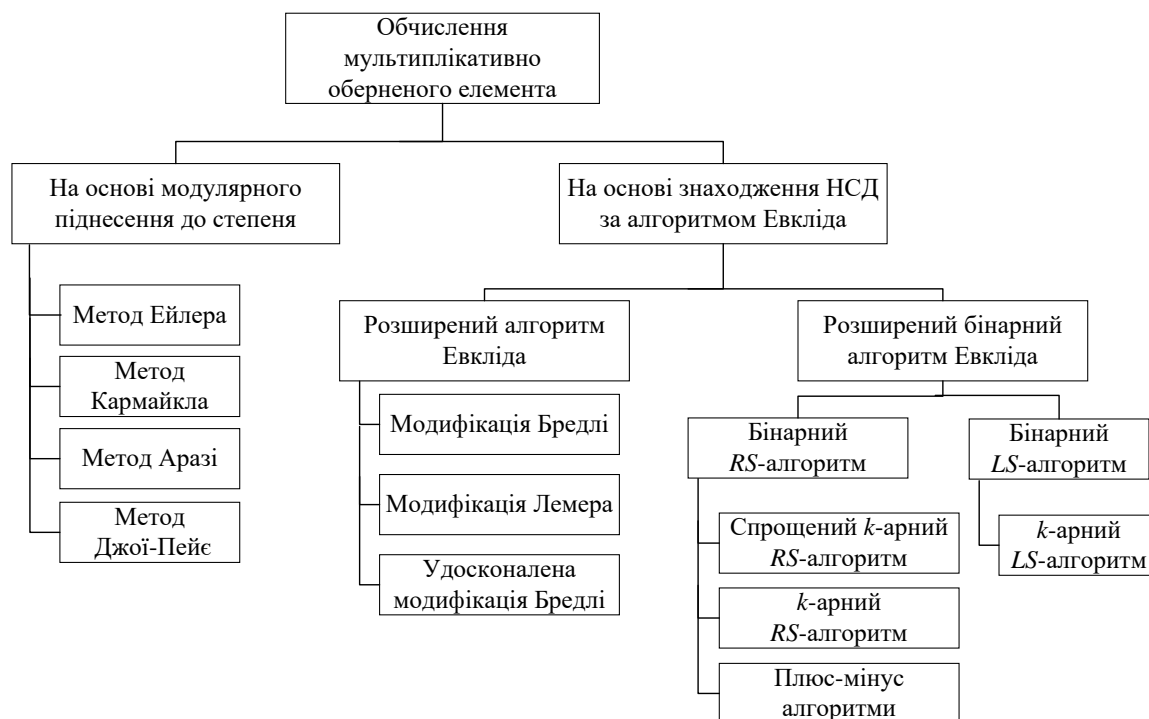 Обчислення
мультиплікативно
оберненого елемента
На основі модулярного
піднесення до степеня
На основі знаходження НСД
за алгоритмом Евкліда
Метод Ейлера
Метод
Кармайкла
Метод Аразі
Метод
Джої-Пейє
Розширений алгоритм
Евкліда
Модифікація Бредлі
Модифікація Лемера
Удосконалена
модифікація Бредлі
Розширений бінарний
алгоритм Евкліда
Бінарний
RS-алгоритм
Спрощений k-арний
RS-алгоритм
k-арний
RS-алгоритм
Плюс-мінус
алгоритми
Бінарний
LS-алгоритм
k-арний
LS-алгоритм